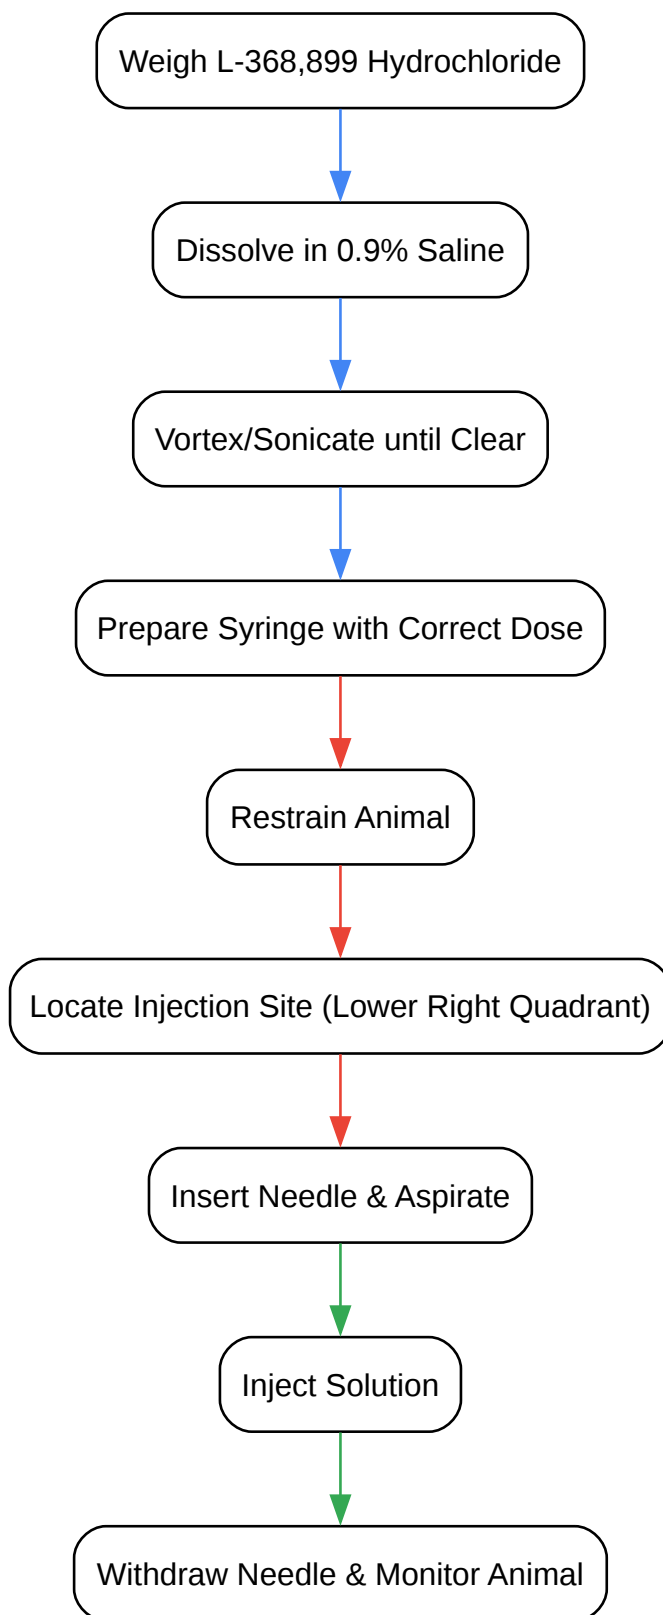 Weigh L-368,899 Hydrochloride
Dissolve in 0.9% Saline
Vortex/Sonicate until Clear
Prepare Syringe with Correct Dose
Restrain Animal
Locate Injection Site (Lower Right Quadrant)
Insert Needle & Aspirate
Inject Solution
Withdraw Needle & Monitor Animal